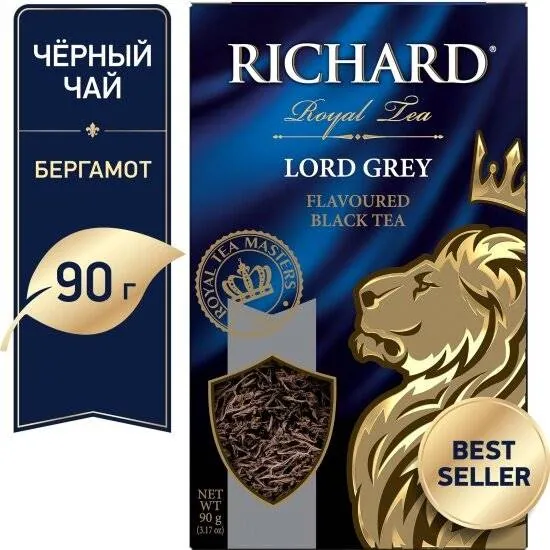 ЧЁРНЫЙ
ЧАЙ
БЕРГАМОТ
90 г
RICHARD®
Royal Tea
LORD GREY
FLAVOURED
BLACK TEA
ROYAL TEA MASTERS
NET
WT
90 g
(3.17 oz)
BEST
SELLER